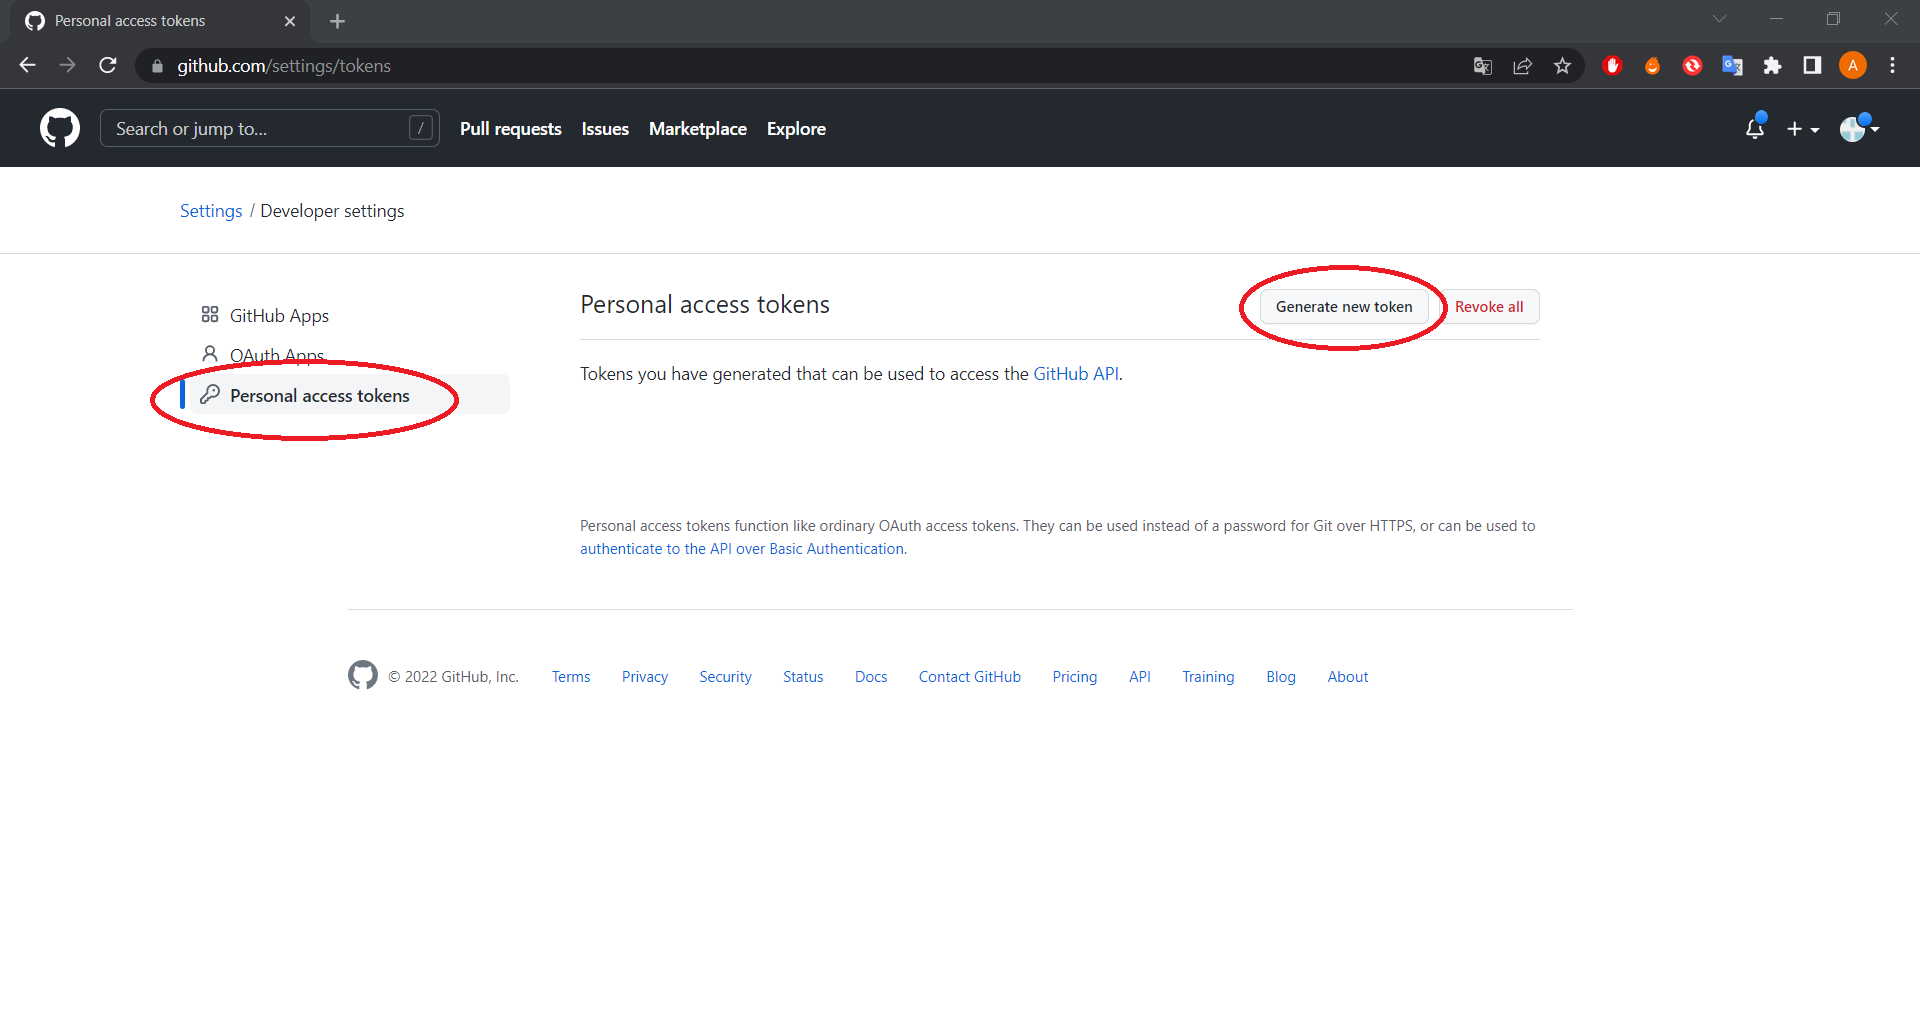 Personal access tokens
github.com/settings/tokens
A
Search or jump to... /
Pull requests Issues Marketplace Explore
Settings / Developer settings
GitHub Apps
OAuth Apps
Personal access tokens
Personal access tokens
Generate new token Revoke all
Tokens you have generated that can be used to access the GitHub API.
Personal access tokens function like ordinary OAuth access tokens. They can be used instead of a password for Git over HTTPS, or can be used to
authenticate to the API over Basic Authentication.
© 2022 GitHub, Inc. Terms Privacy Security Status Docs Contact GitHub Pricing API Training Blog About